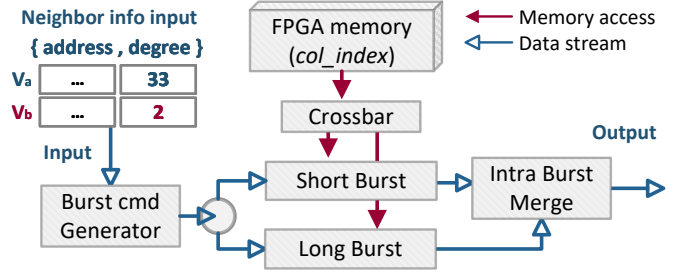 Neighbor info input
{ address , degree }
Va ... 33
Vb ... 2
Input
Burst cmd
Generator
FPGA memory
(col_index)
Crossbar
Short Burst
Long Burst
Intra Burst
Merge
Output
Memory access
Data stream